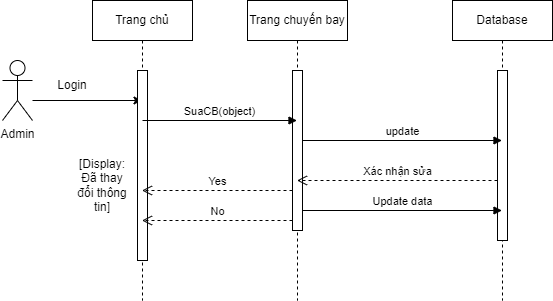 Trang chủ
Trang chuyến bay
Database
Login
SuaCB(object)
Admin
update
[Display:
Đã thay
đổi thông
tin]
Xác nhận sửa
Yes
Update data
No